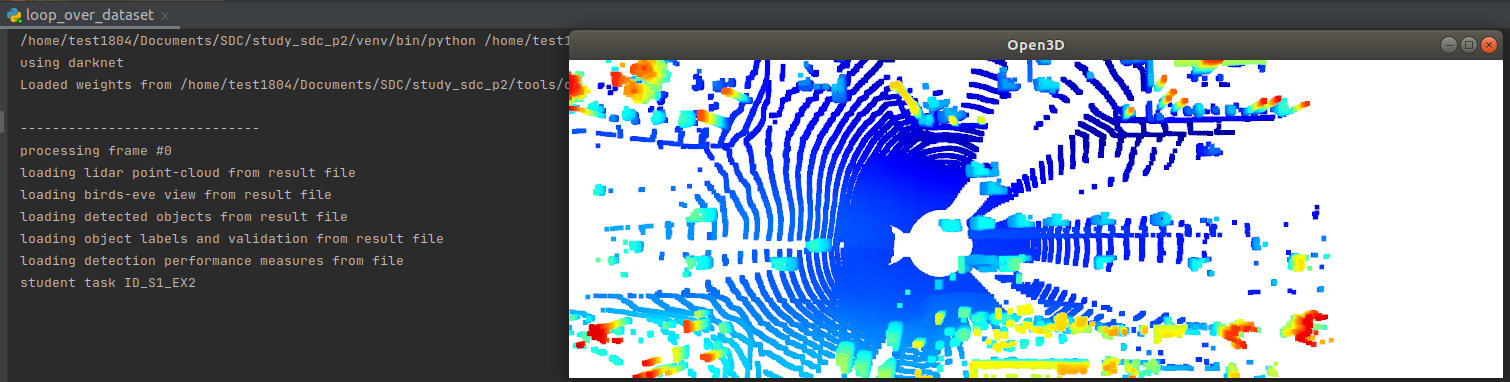 loop_over_dataset
/home/test1804/Documents/SDC/study_sdc_p2/venv/bin/python /home/test1
using darknet
Loaded weights from /home/test1804/Documents/SDC/study_sdc_p2/tools/
--------------------------------
processing frame #0
loading lidar point-cloud from result file
loading birds-eye view from result file
loading detected objects from result file
loading object labels and validation from result file
loading detection performance measures from file
student task ID_S1_EX2
Open3D